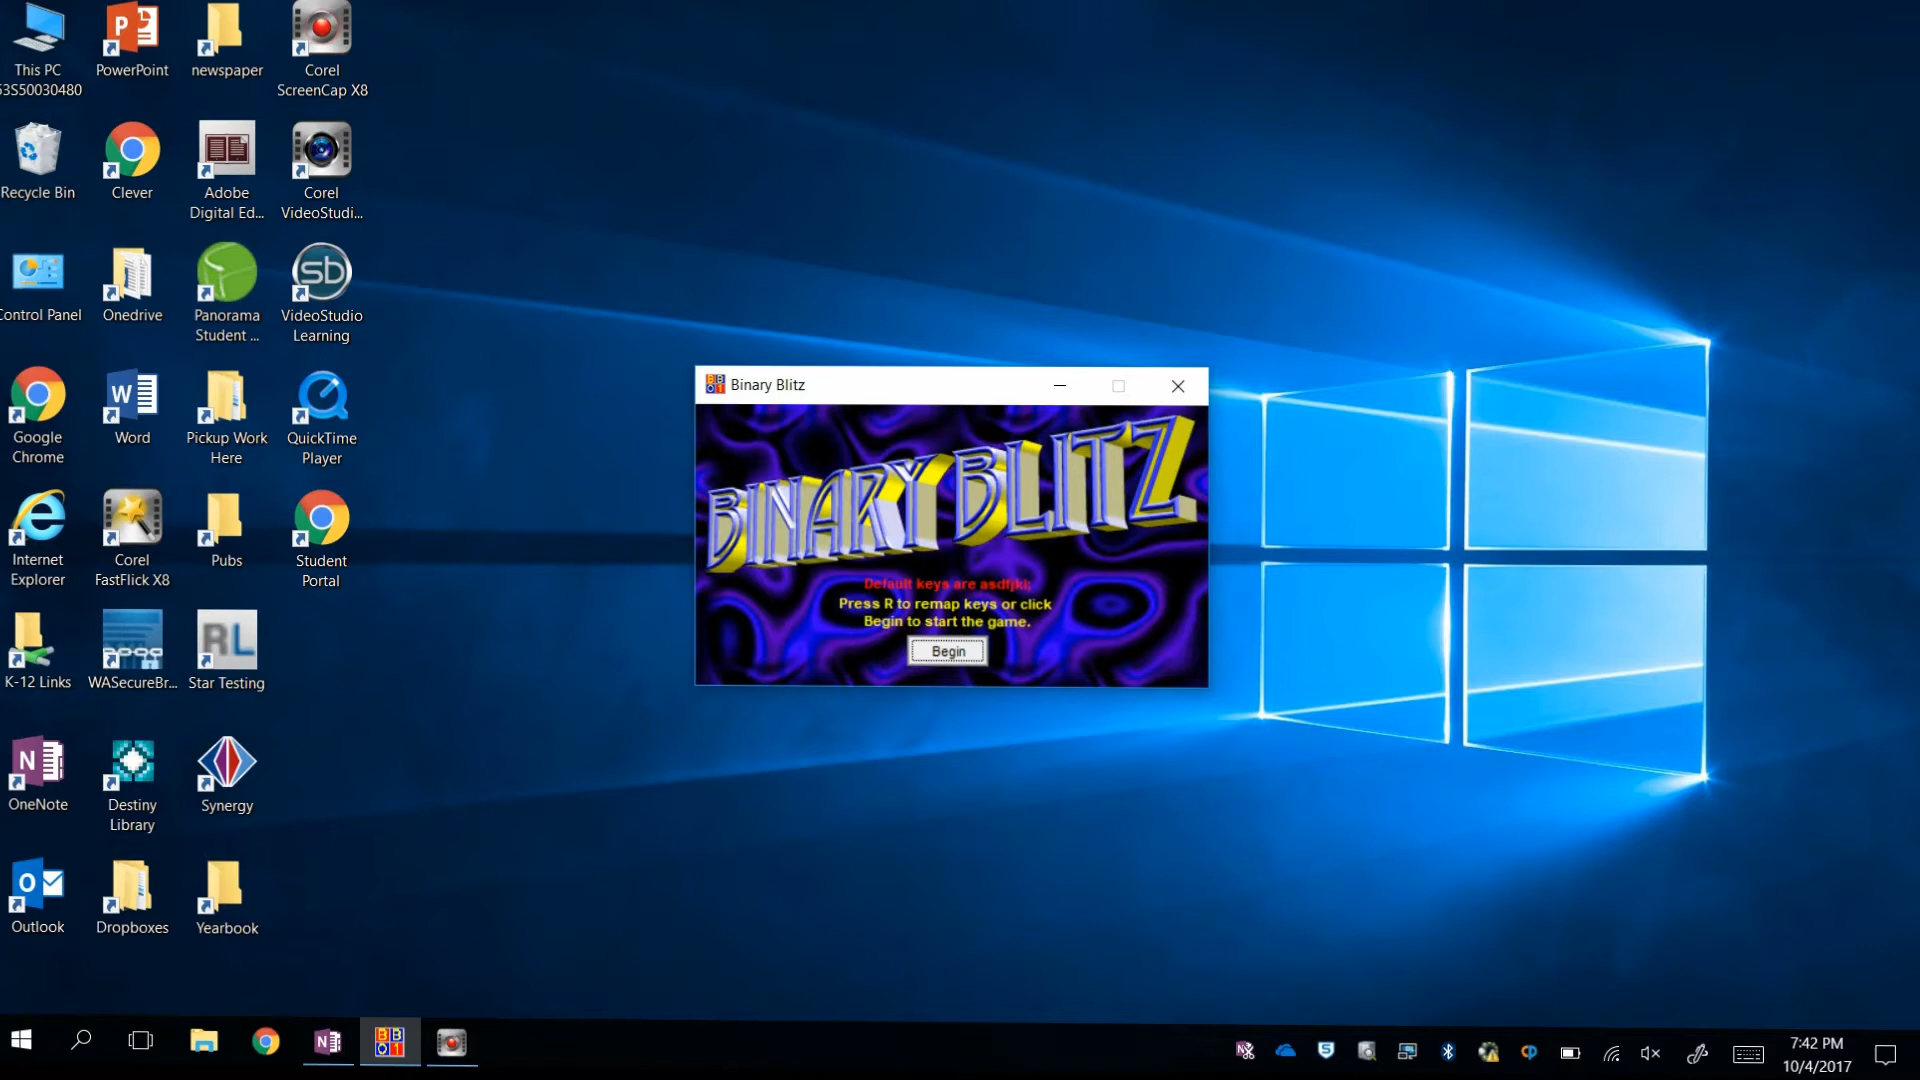 This PC
53S50030480
PowerPoint
newspaper
Corel
ScreenCap X8
Recycle Bin
Clever
Adobe
Digital Ed...
Corel
VideoStudi...
Control Panel
Onedrive
Panorama
Student ...
VideoStudio
Learning
Google
Chrome
Word
Pickup Work
Here
QuickTime
Player
Internet
Explorer
Corel
FastFlick X8
Pubs
Student
Portal
K-12 Links
WASecureBr...
RL
Star Testing
OneNote
Destiny
Library
Synergy
Outlook
Dropboxes
Yearbook
Binary Blitz
BINARY BLITZ
Default keys are asdfjkl;
Press R to remap keys or click
Begin to start the game.
Begin
7:42 PM
10/4/2017